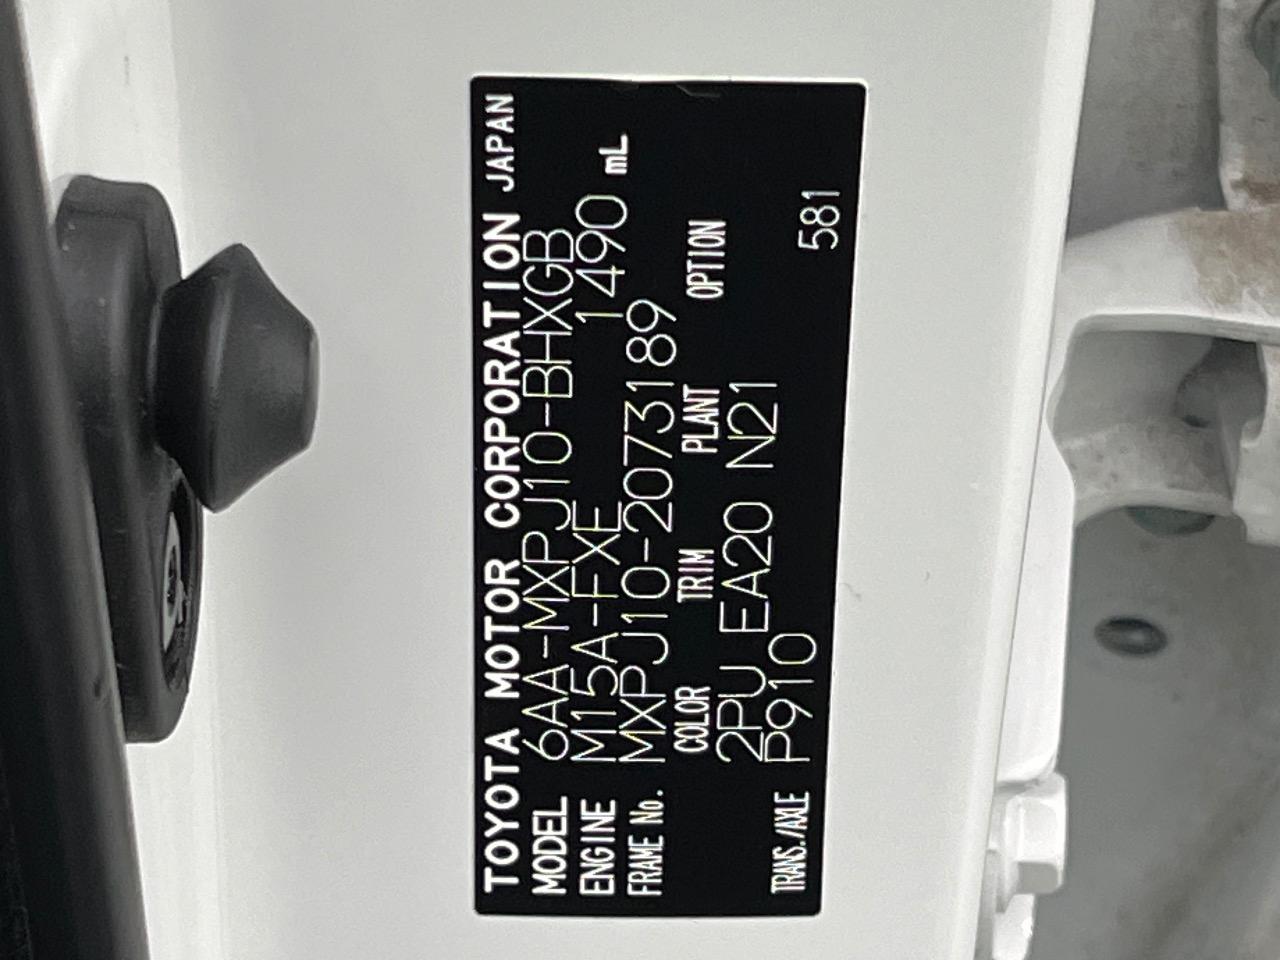 TOYOTA MOTOR CORPORATION JAPAN
MODEL 6AA-MXPJ10-BHXGB
ENGINE M15A-FXE 1490 mL
FRAME No. MXPJ10-2073189
COLOR TRIM PLANT OPTION
2PU EA20 N21
TRANS./AXLE P910
581